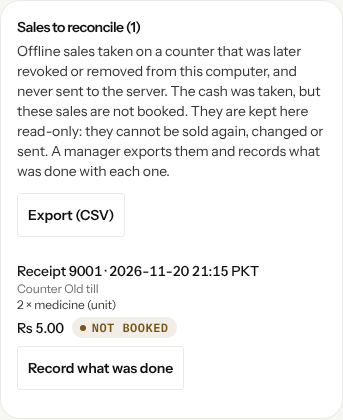 Sales to reconcile (1)
Offline sales taken on a counter that was later
revoked or removed from this computer, and
never sent to the server. The cash was taken, but
these sales are not booked. They are kept here
read-only: they cannot be sold again, changed or
sent. A manager exports them and records what
was done with each one.
Export (CSV)
Receipt 9001 · 2026-11-20 21:15 PKT
Counter Old till
2 × medicine (unit)
Rs 5.00 NOT BOOKED
Record what was done